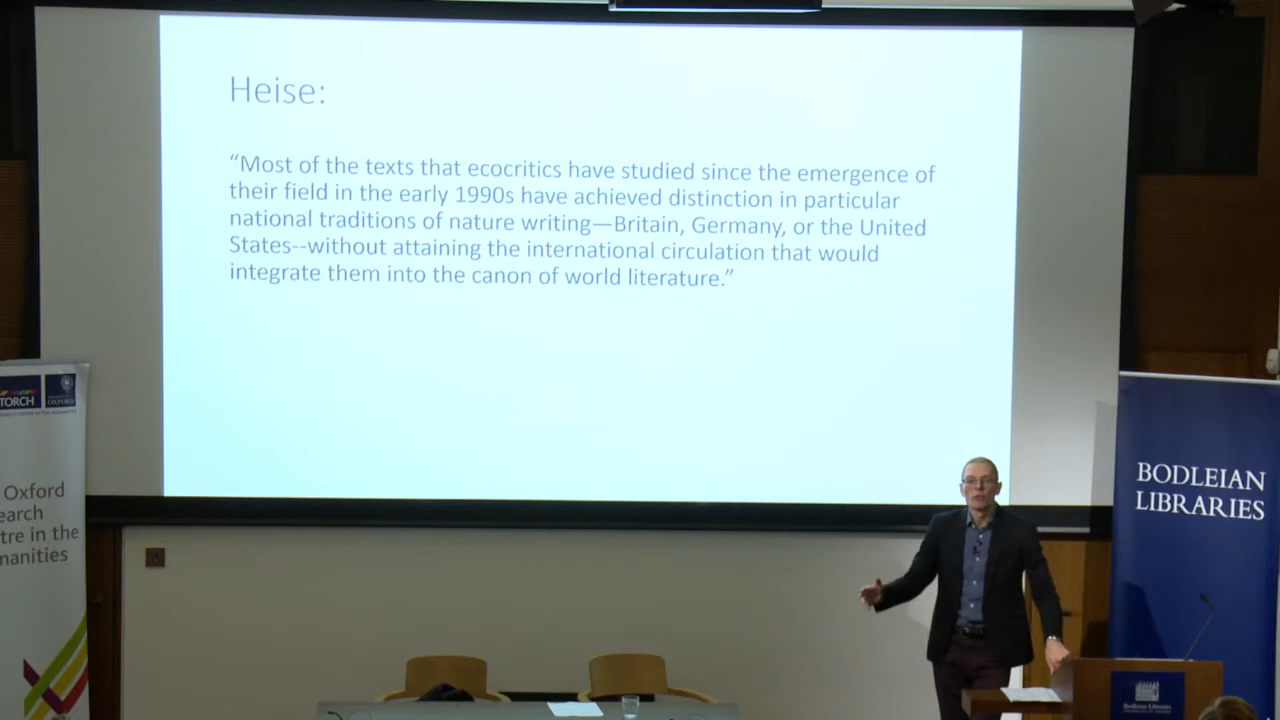 Heise:
“Most of the texts that ecocritics have studied since the emergence of
their field in the early 1990s have achieved distinction in particular
national traditions of nature writing—Britain, Germany, or the United
States--without attaining the international circulation that would
integrate them into the canon of world literature.”
TORCH
OXFORD
Oxford
earch
tre in the
manities
BODLEIAN
LIBRARIES
Bodleian Libraries